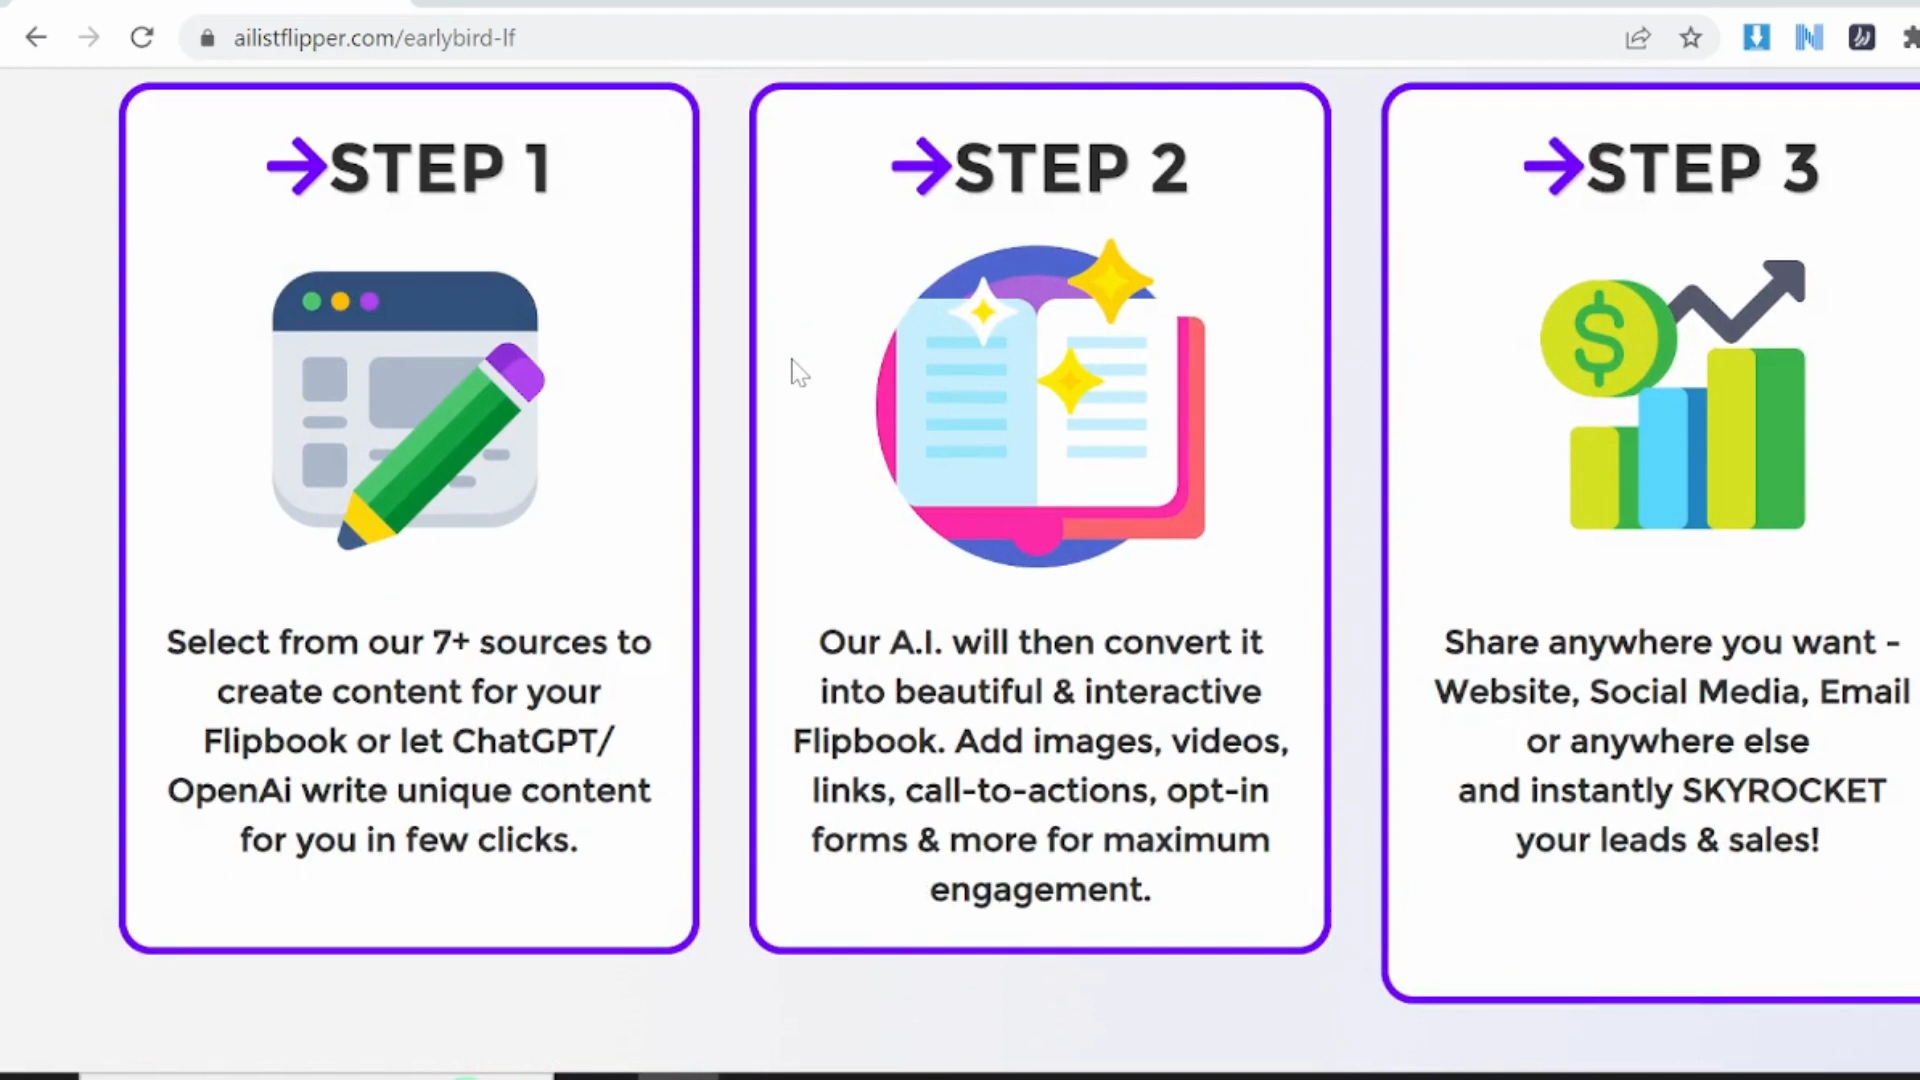 ailistflipper.com/earlybird-lf
STEP 1
Select from our 7+ sources to
create content for your
Flipbook or let ChatGPT/
OpenAi write unique content
for you in few clicks.
STEP 2
Our A.I. will then convert it
into beautiful & interactive
Flipbook. Add images, videos,
links, call-to-actions, opt-in
forms & more for maximum
engagement.
STEP 3
Share anywhere you want -
Website, Social Media, Email
or anywhere else
and instantly SKYROCKET
your leads & sales!